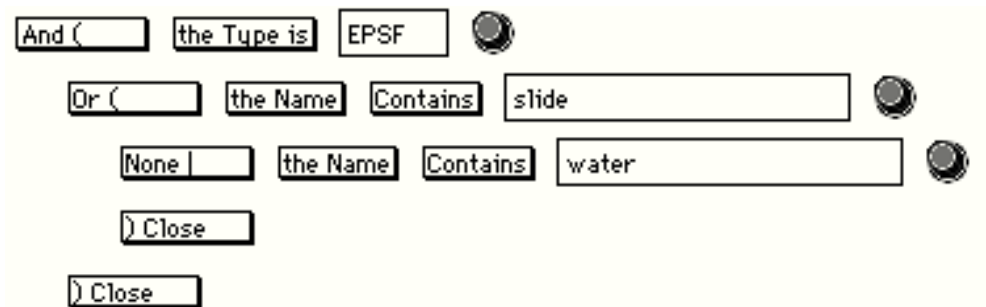 And ( the Type is EPSF
Or ( the Name Contains slide
None | the Name Contains water
) Close
) Close